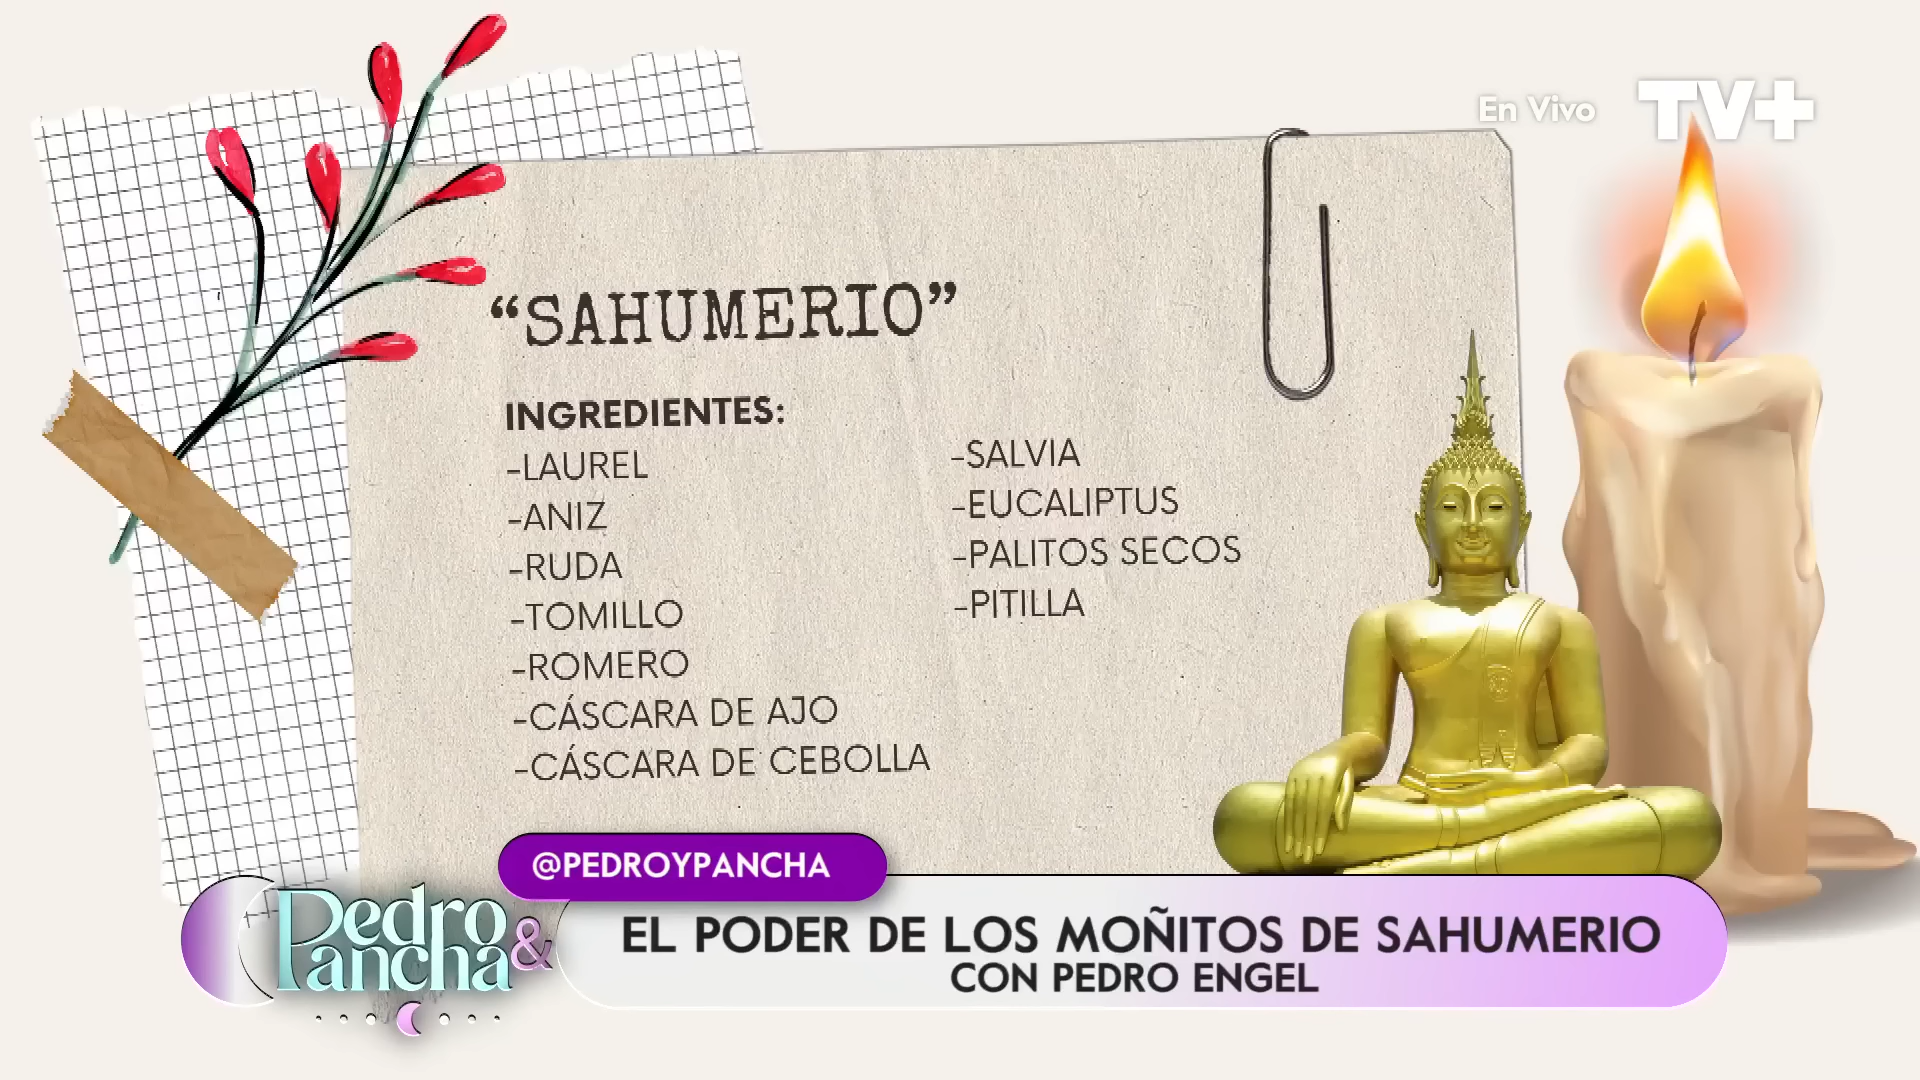 En Vivo TV+
“SAHUMERIO”
INGREDIENTES:
-LAUREL
-ANIZ
-RUDA
-TOMILLO
-ROMERO
-CÁSCARA DE AJO
-CÁSCARA DE CEBOLLA
-SALVIA
-EUCALIPTUS
-PALITOS SECOS
-PITILLA
@PEDROYPANCHA
Pedro &
Pancha
EL PODER DE LOS MOÑITOS DE SAHUMERIO
CON PEDRO ENGEL